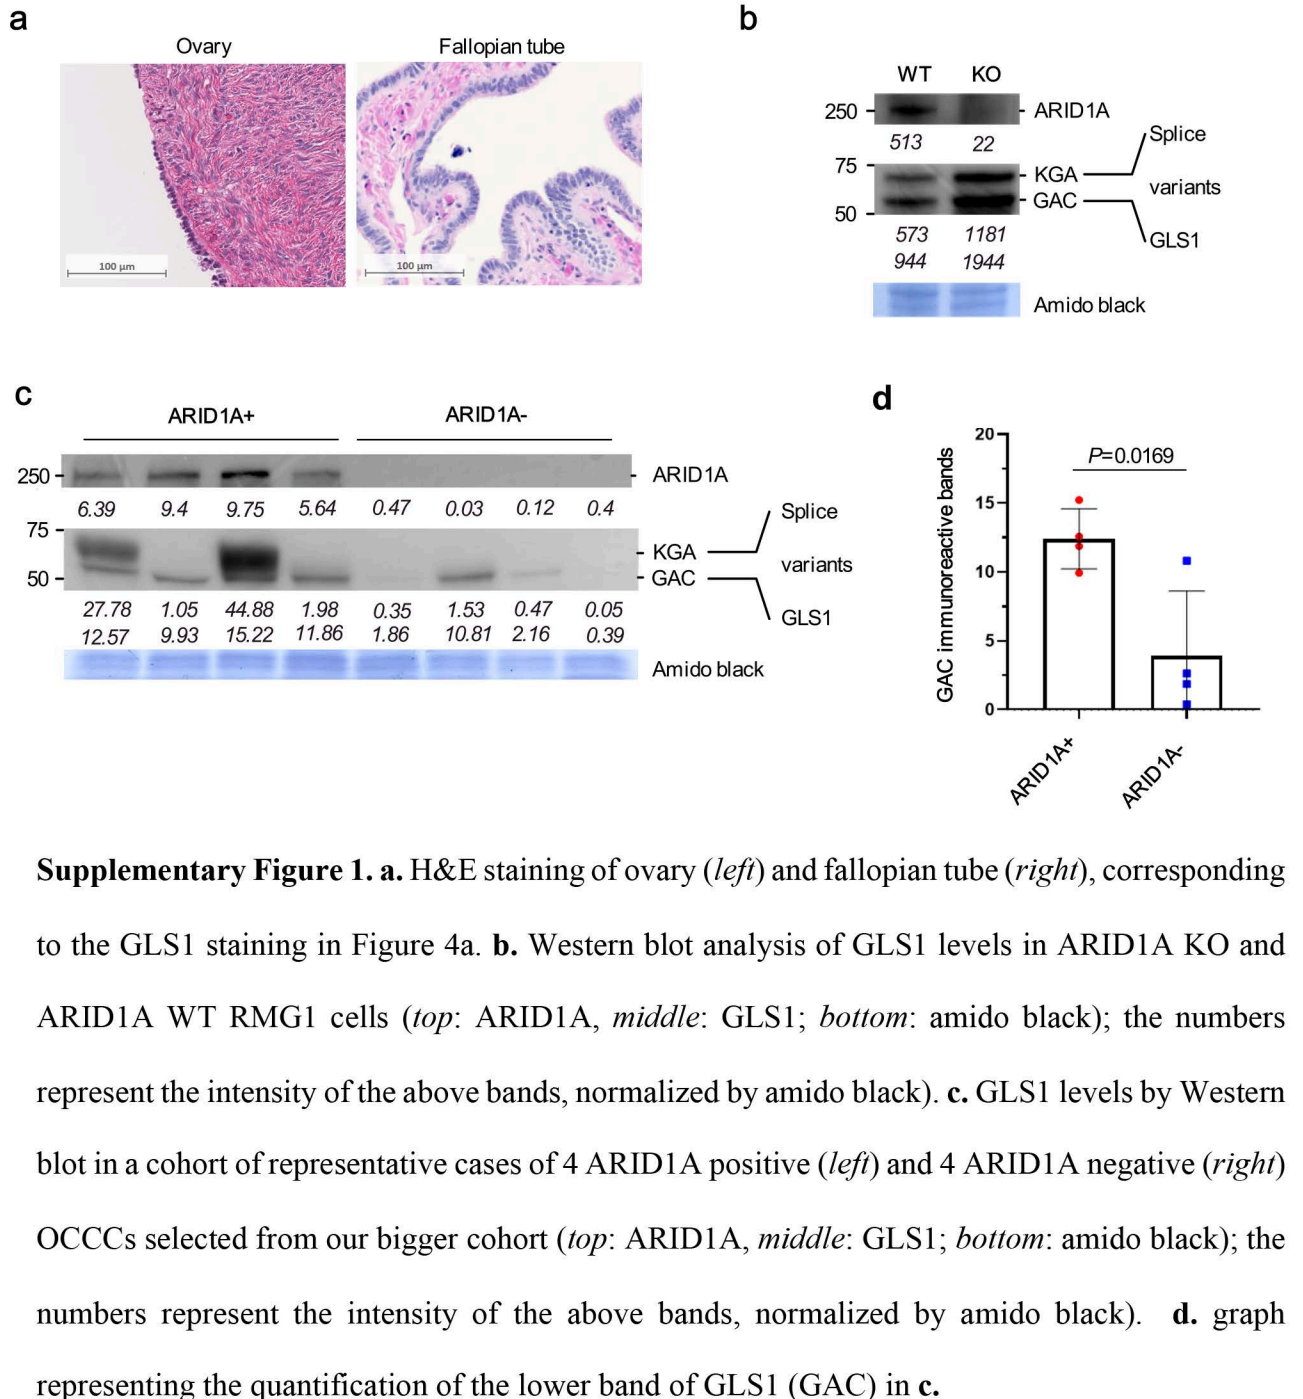 a
Ovary
Fallopian tube
100 µm
100 µm
b
WT KO
250
ARID1A
513 22
75
50
KGA
GAC
Splice
variants
GLS1
573 1181
944 1944
Amido black
c
ARID1A+ ARID1A-
250
ARID1A
6.39 9.4 9.75 5.64 0.47 0.03 0.12 0.4
75
50
KGA
GAC
Splice
variants
GLS1
27.78 1.05 44.88 1.98 0.35 1.53 0.47 0.05
12.57 9.93 15.22 11.86 1.86 10.81 2.16 0.39
Amido black
d
GAC immunoreactive bands
20
15
10
5
0
P=0.0169
ARID1A+
ARID1A-
Supplementary Figure 1. a. H&E staining of ovary (left) and fallopian tube (right), corresponding
to the GLS1 staining in Figure 4a. b. Western blot analysis of GLS1 levels in ARID1A KO and
ARID1A WT RMG1 cells (top: ARID1A, middle: GLS1; bottom: amido black); the numbers
represent the intensity of the above bands, normalized by amido black). c. GLS1 levels by Western
blot in a cohort of representative cases of 4 ARID1A positive (left) and 4 ARID1A negative (right)
OCCCs selected from our bigger cohort (top: ARID1A, middle: GLS1; bottom: amido black); the
numbers represent the intensity of the above bands, normalized by amido black). d. graph
representing the quantification of the lower band of GLS1 (GAC) in c.